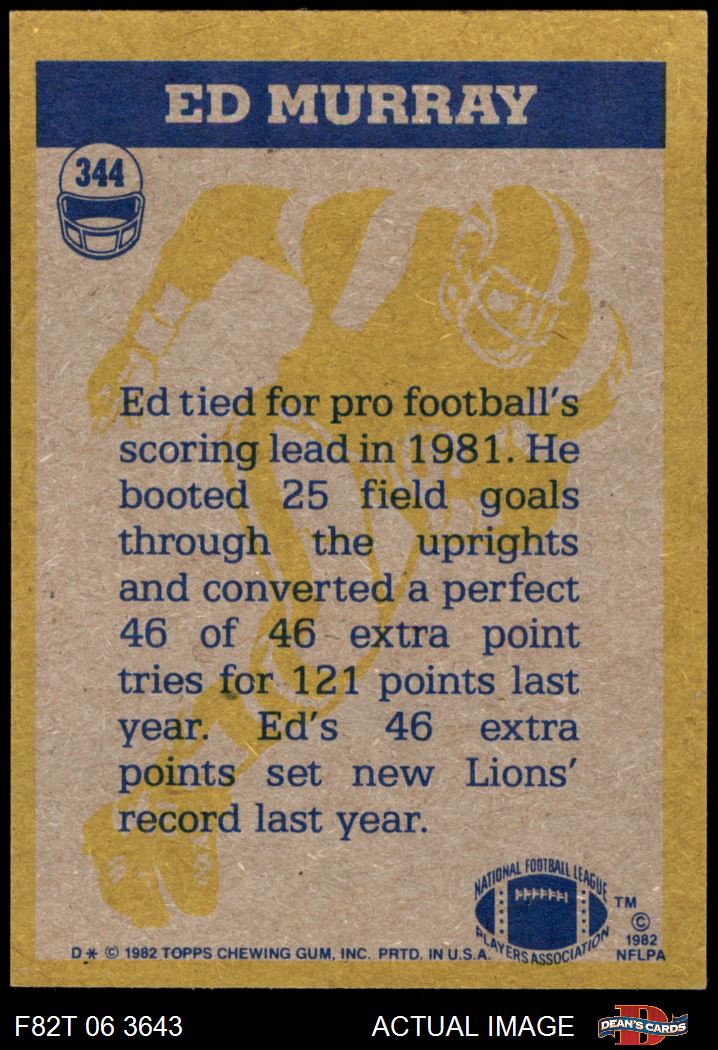 ED MURRAY
344
Ed tied for pro football's
scoring lead in 1981. He
booted 25 field goals
through the uprights
and converted a perfect
46 of 46 extra point
tries for 121 points last
year. Ed's 46 extra
points set new Lions'
record last year.
NATIONAL FOOTBALL LEAGUE
PLAYERS ASSOCIATION
TM
©
1982
NFLPA
D * © 1982 TOPPS CHEWING GUM, INC. PRTD. IN U.S.A.
F82T 06 3643
ACTUAL IMAGE
D
DEAN'S CARDS